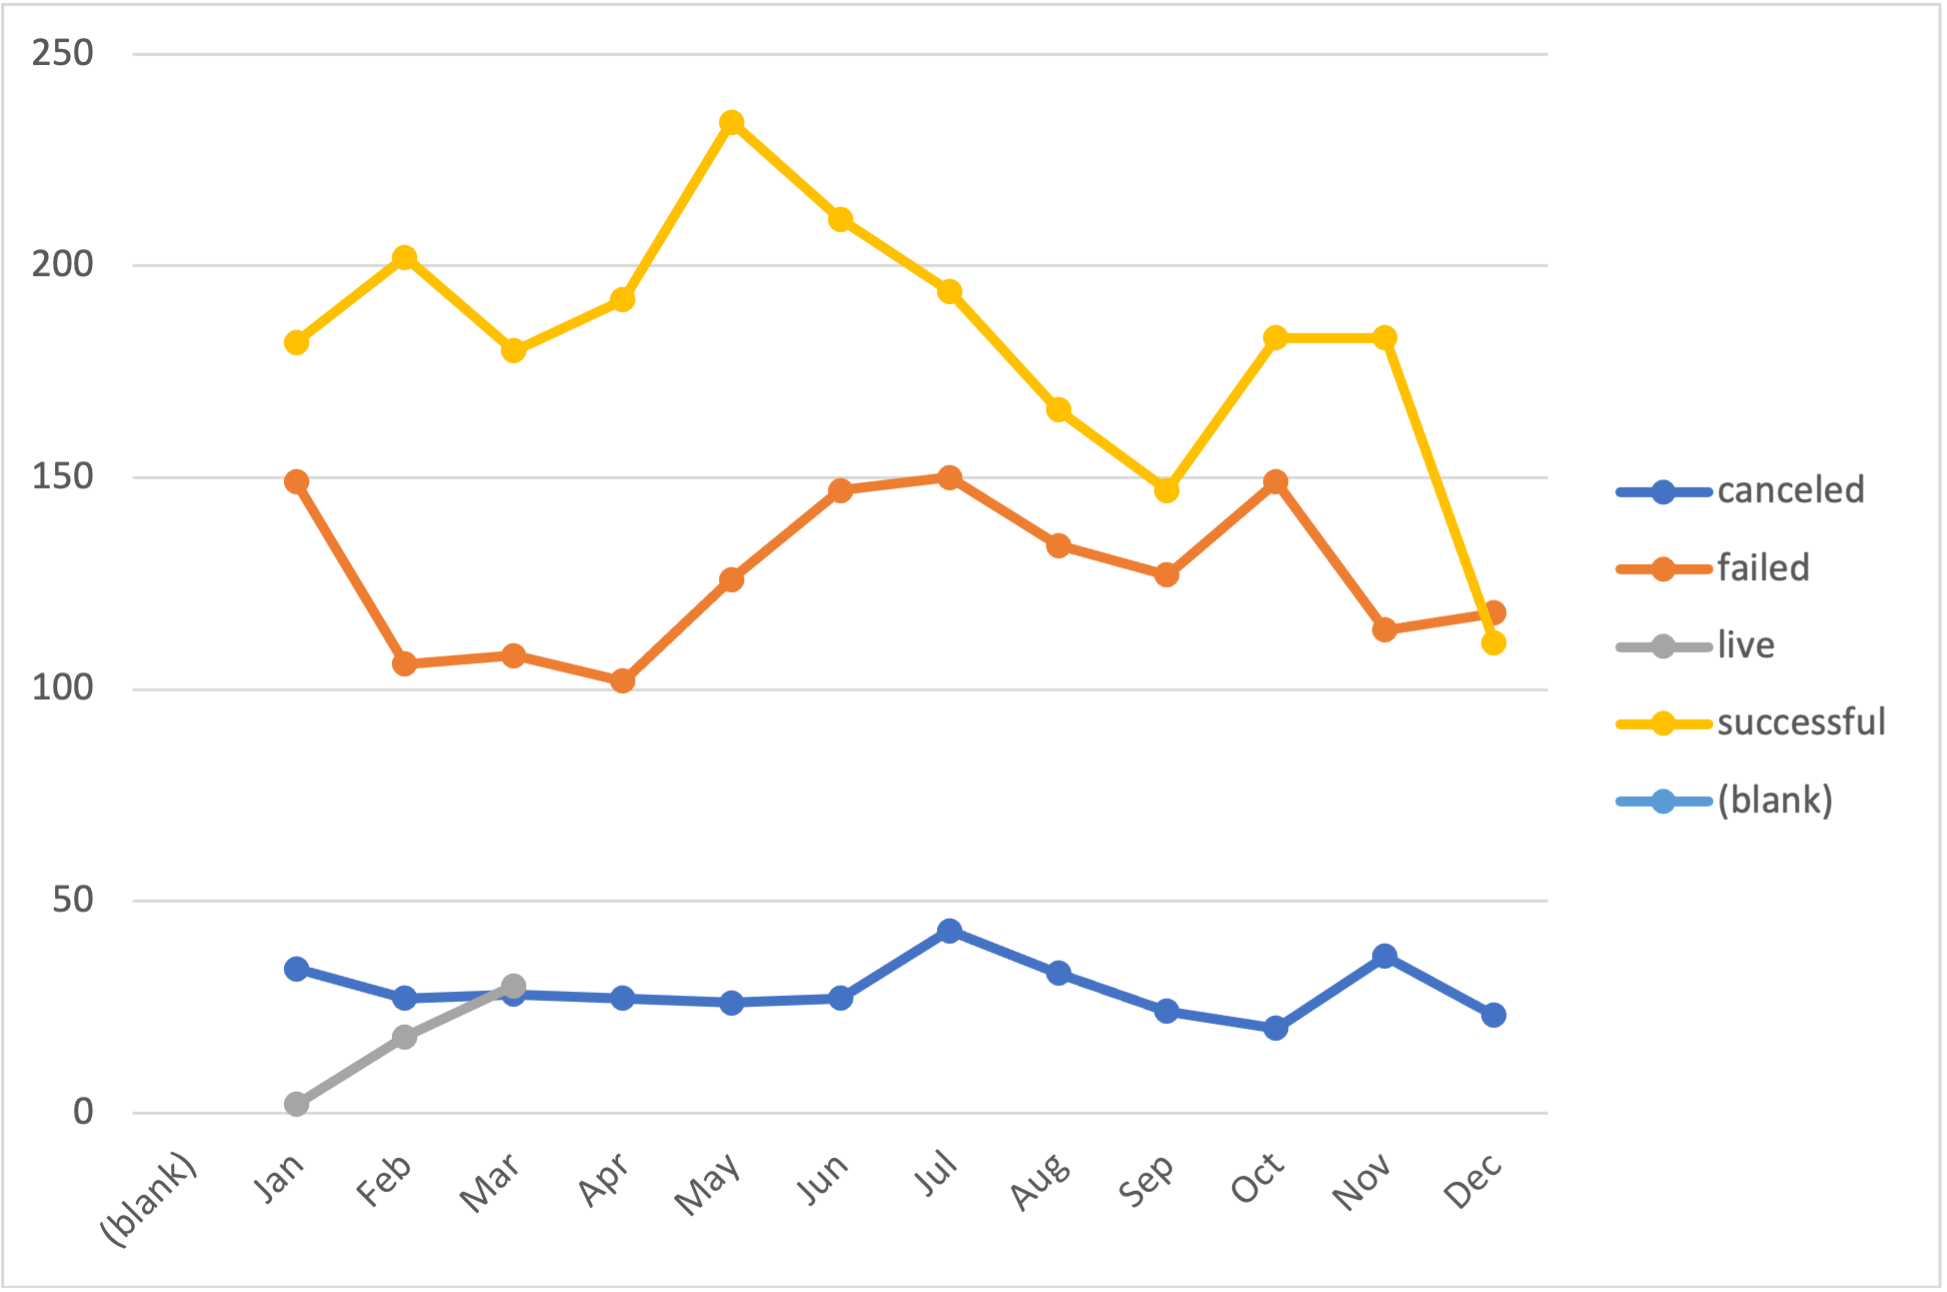 250
200
150
100
50
0
(blank) Jan Feb Mar Apr May Jun Jul Aug Sep Oct Nov Dec
canceled
failed
live
successful
(blank)